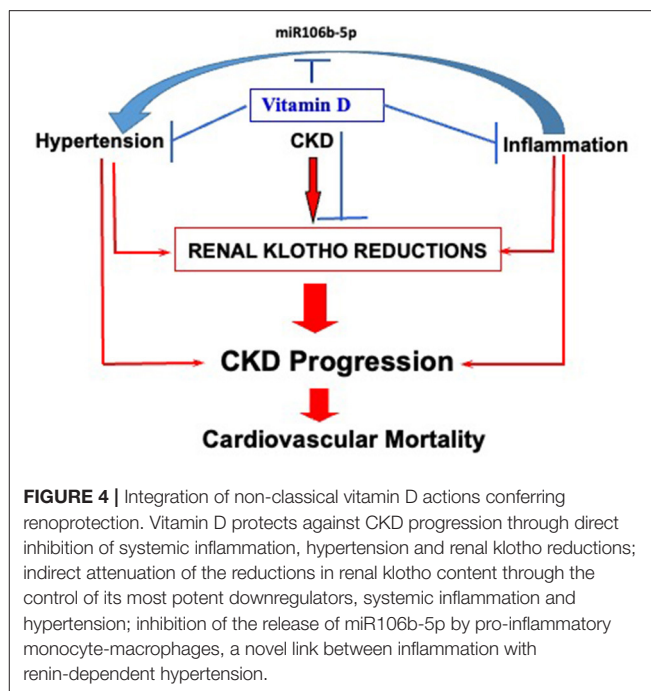 miR106b-5p
Vitamin D
Hypertension
CKD
Inflammation
RENAL KLOTHO REDUCTIONS
CKD Progression
Cardiovascular Mortality
FIGURE 4 | Integration of non-classical vitamin D actions conferring
renoprotection. Vitamin D protects against CKD progression through direct
inhibition of systemic inflammation, hypertension and renal klotho reductions;
indirect attenuation of the reductions in renal klotho content through the
control of its most potent downregulators, systemic inflammation and
hypertension; inhibition of the release of miR106b-5p by pro-inflammatory
monocyte-macrophages, a novel link between inflammation with
renin-dependent hypertension.